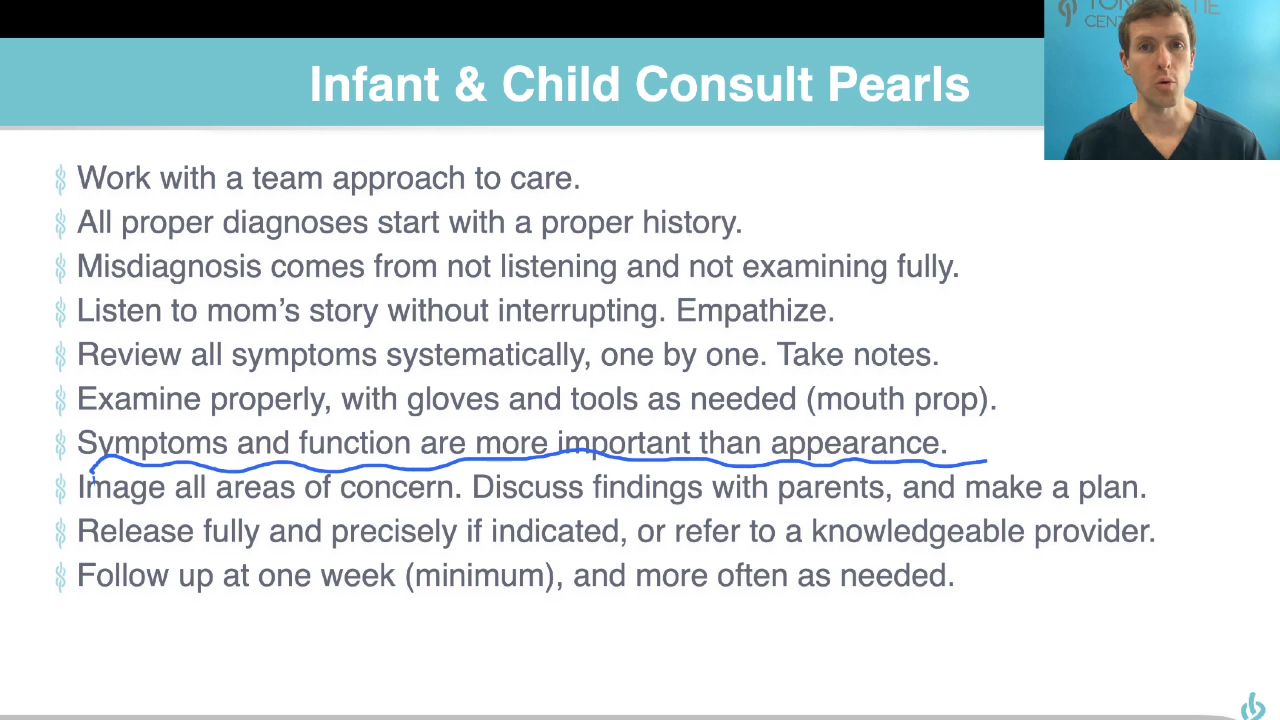 Infant & Child Consult Pearls
Work with a team approach to care.
All proper diagnoses start with a proper history.
Misdiagnosis comes from not listening and not examining fully.
Listen to mom’s story without interrupting. Empathize.
Review all symptoms systematically, one by one. Take notes.
Examine properly, with gloves and tools as needed (mouth prop).
Symptoms and function are more important than appearance.
Image all areas of concern. Discuss findings with parents, and make a plan.
Release fully and precisely if indicated, or refer to a knowledgeable provider.
Follow up at one week (minimum), and more often as needed.